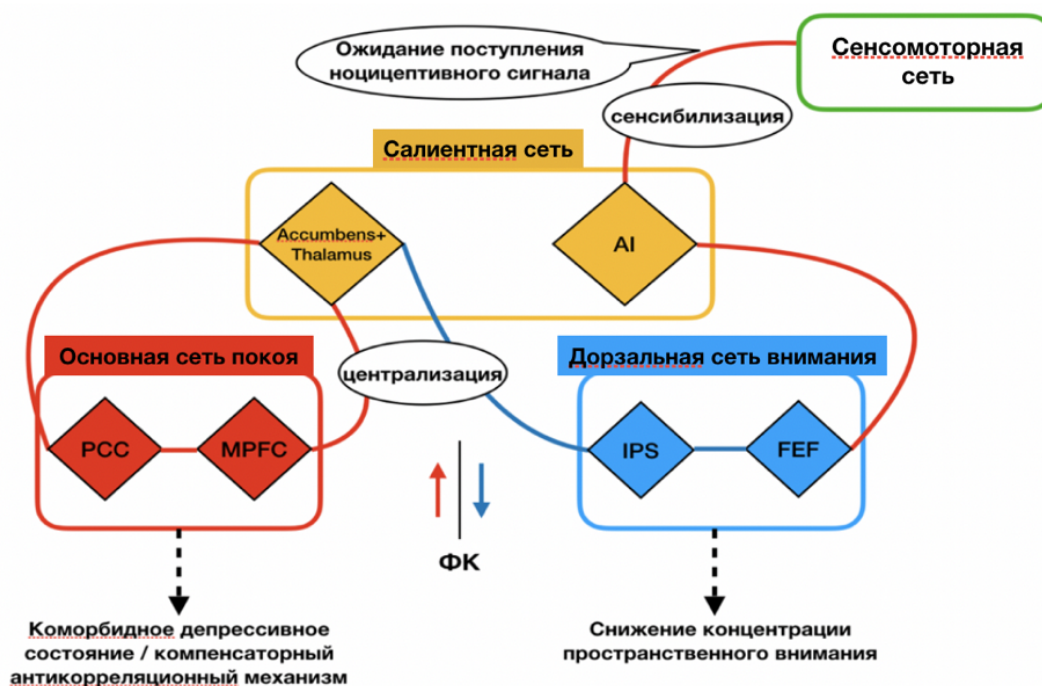 Ожидание поступления
ноцицептивного сигнала
Сенсомоторная
сеть
сенсибилизация
Салиентная сеть
Accumbens+
Thalamus
AI
Основная сеть покоя
централизация
Дорзальная сеть внимания
PCC
MPFC
IPS
FEF
ФК
Коморбидное депрессивное
состояние / компенсаторный
антикорреляционный механизм
Снижение концентрации
пространственного внимания